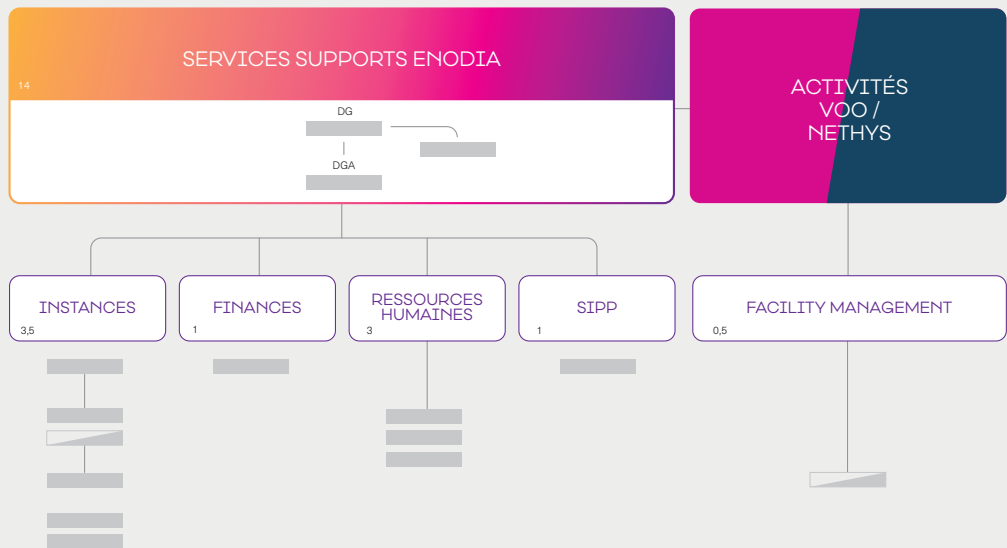 SERVICES SUPPORTS ENODIA
14
DG
DGA
ACTIVITÉS
VOO /
NETHYS
INSTANCES
3,5
FINANCES
1
RESSOURCES
HUMAINES
3
SIPP
1
FACILITY MANAGEMENT
0,5